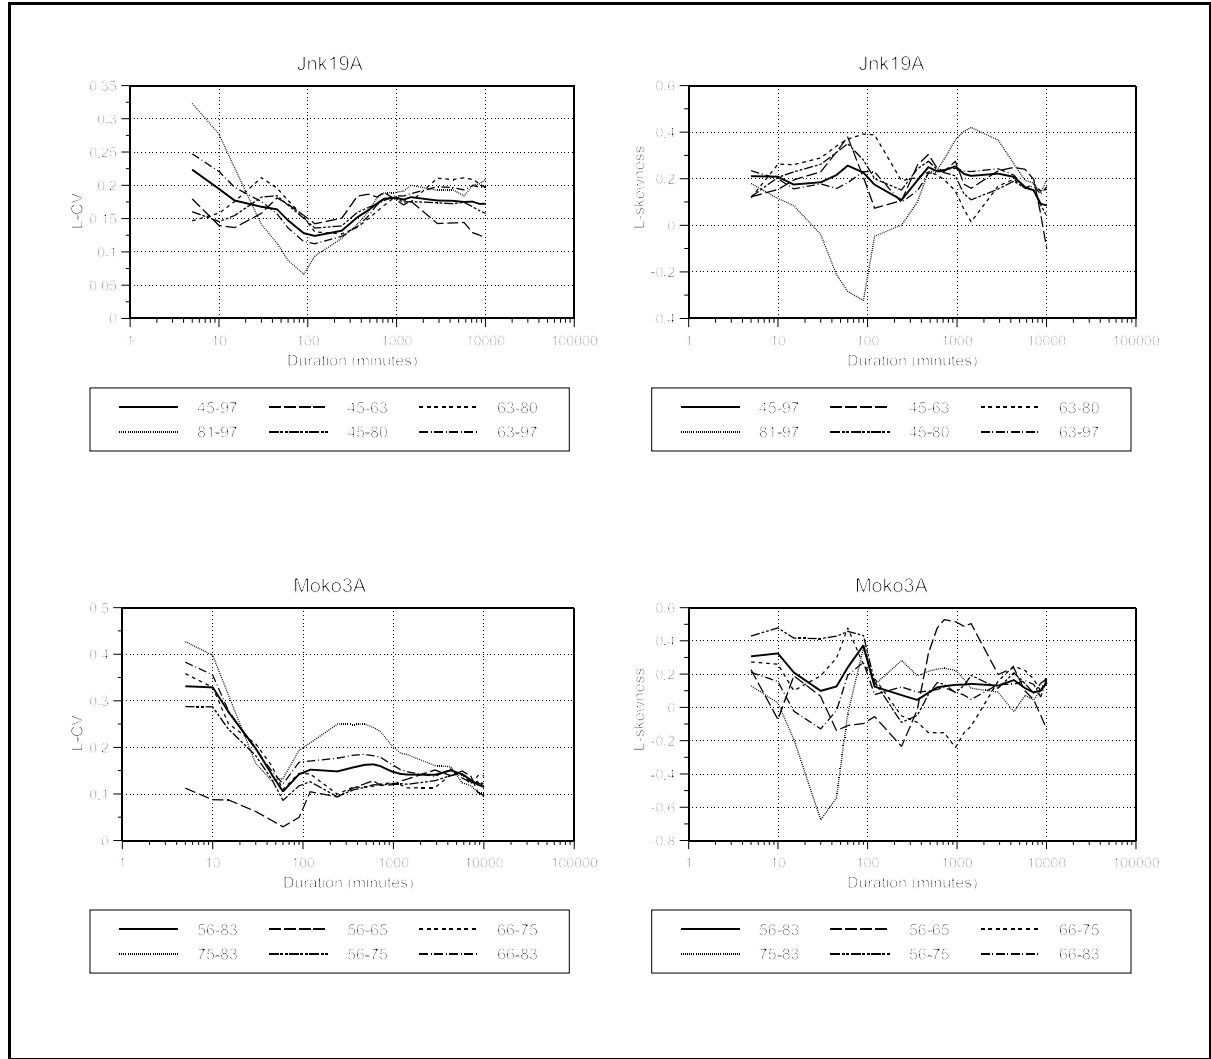 Jnk19A
0.35
0.3
0.25
0.2
0.15
0.1
0.05
0
L-CV
1 10 100 1000 10000 100000
Duration (minutes)
45-97 45-63 63-80
81-97 45-80 63-97
Jnk19A
0.6
0.4
0.2
0
-0.2
-0.4
L-skewness
1 10 100 1000 10000 100000
Duration (minutes)
45-97 45-63 63-80
81-97 45-80 63-97
Moko3A
0.5
0.4
0.3
0.2
0.1
0
L-CV
1 10 100 1000 10000 100000
Duration (minutes)
56-83 56-65 66-75
75-83 56-75 66-83
Moko3A
0.6
0.4
0.2
0
-0.2
-0.4
-0.6
-0.8
L-skewness
1 10 100 1000 10000 100000
Duration (minutes)
56-83 56-65 66-75
75-83 56-75 66-83